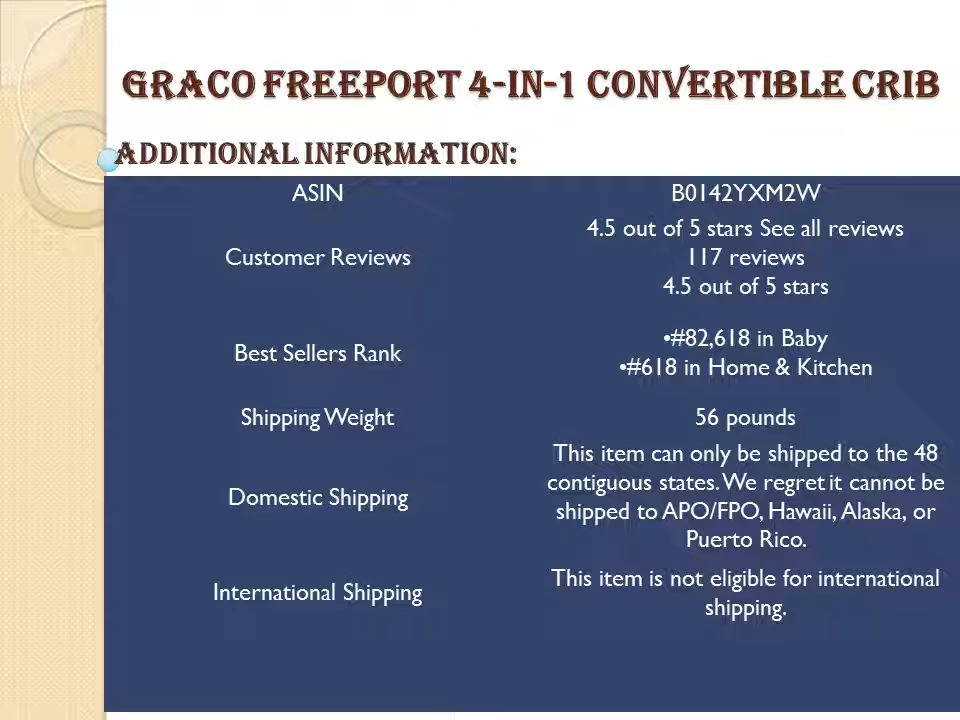 GRACO FREEPORT 4-IN-1 CONVERTIBLE CRIB
ADDITIONAL INFORMATION:
ASIN
B0142YXM2W
Customer Reviews
4.5 out of 5 stars See all reviews
117 reviews
4.5 out of 5 stars
Best Sellers Rank
•#82,618 in Baby
•#618 in Home & Kitchen
Shipping Weight
56 pounds
Domestic Shipping
This item can only be shipped to the 48
contiguous states. We regret it cannot be
shipped to APO/FPO, Hawaii, Alaska, or
Puerto Rico.
International Shipping
This item is not eligible for international
shipping.